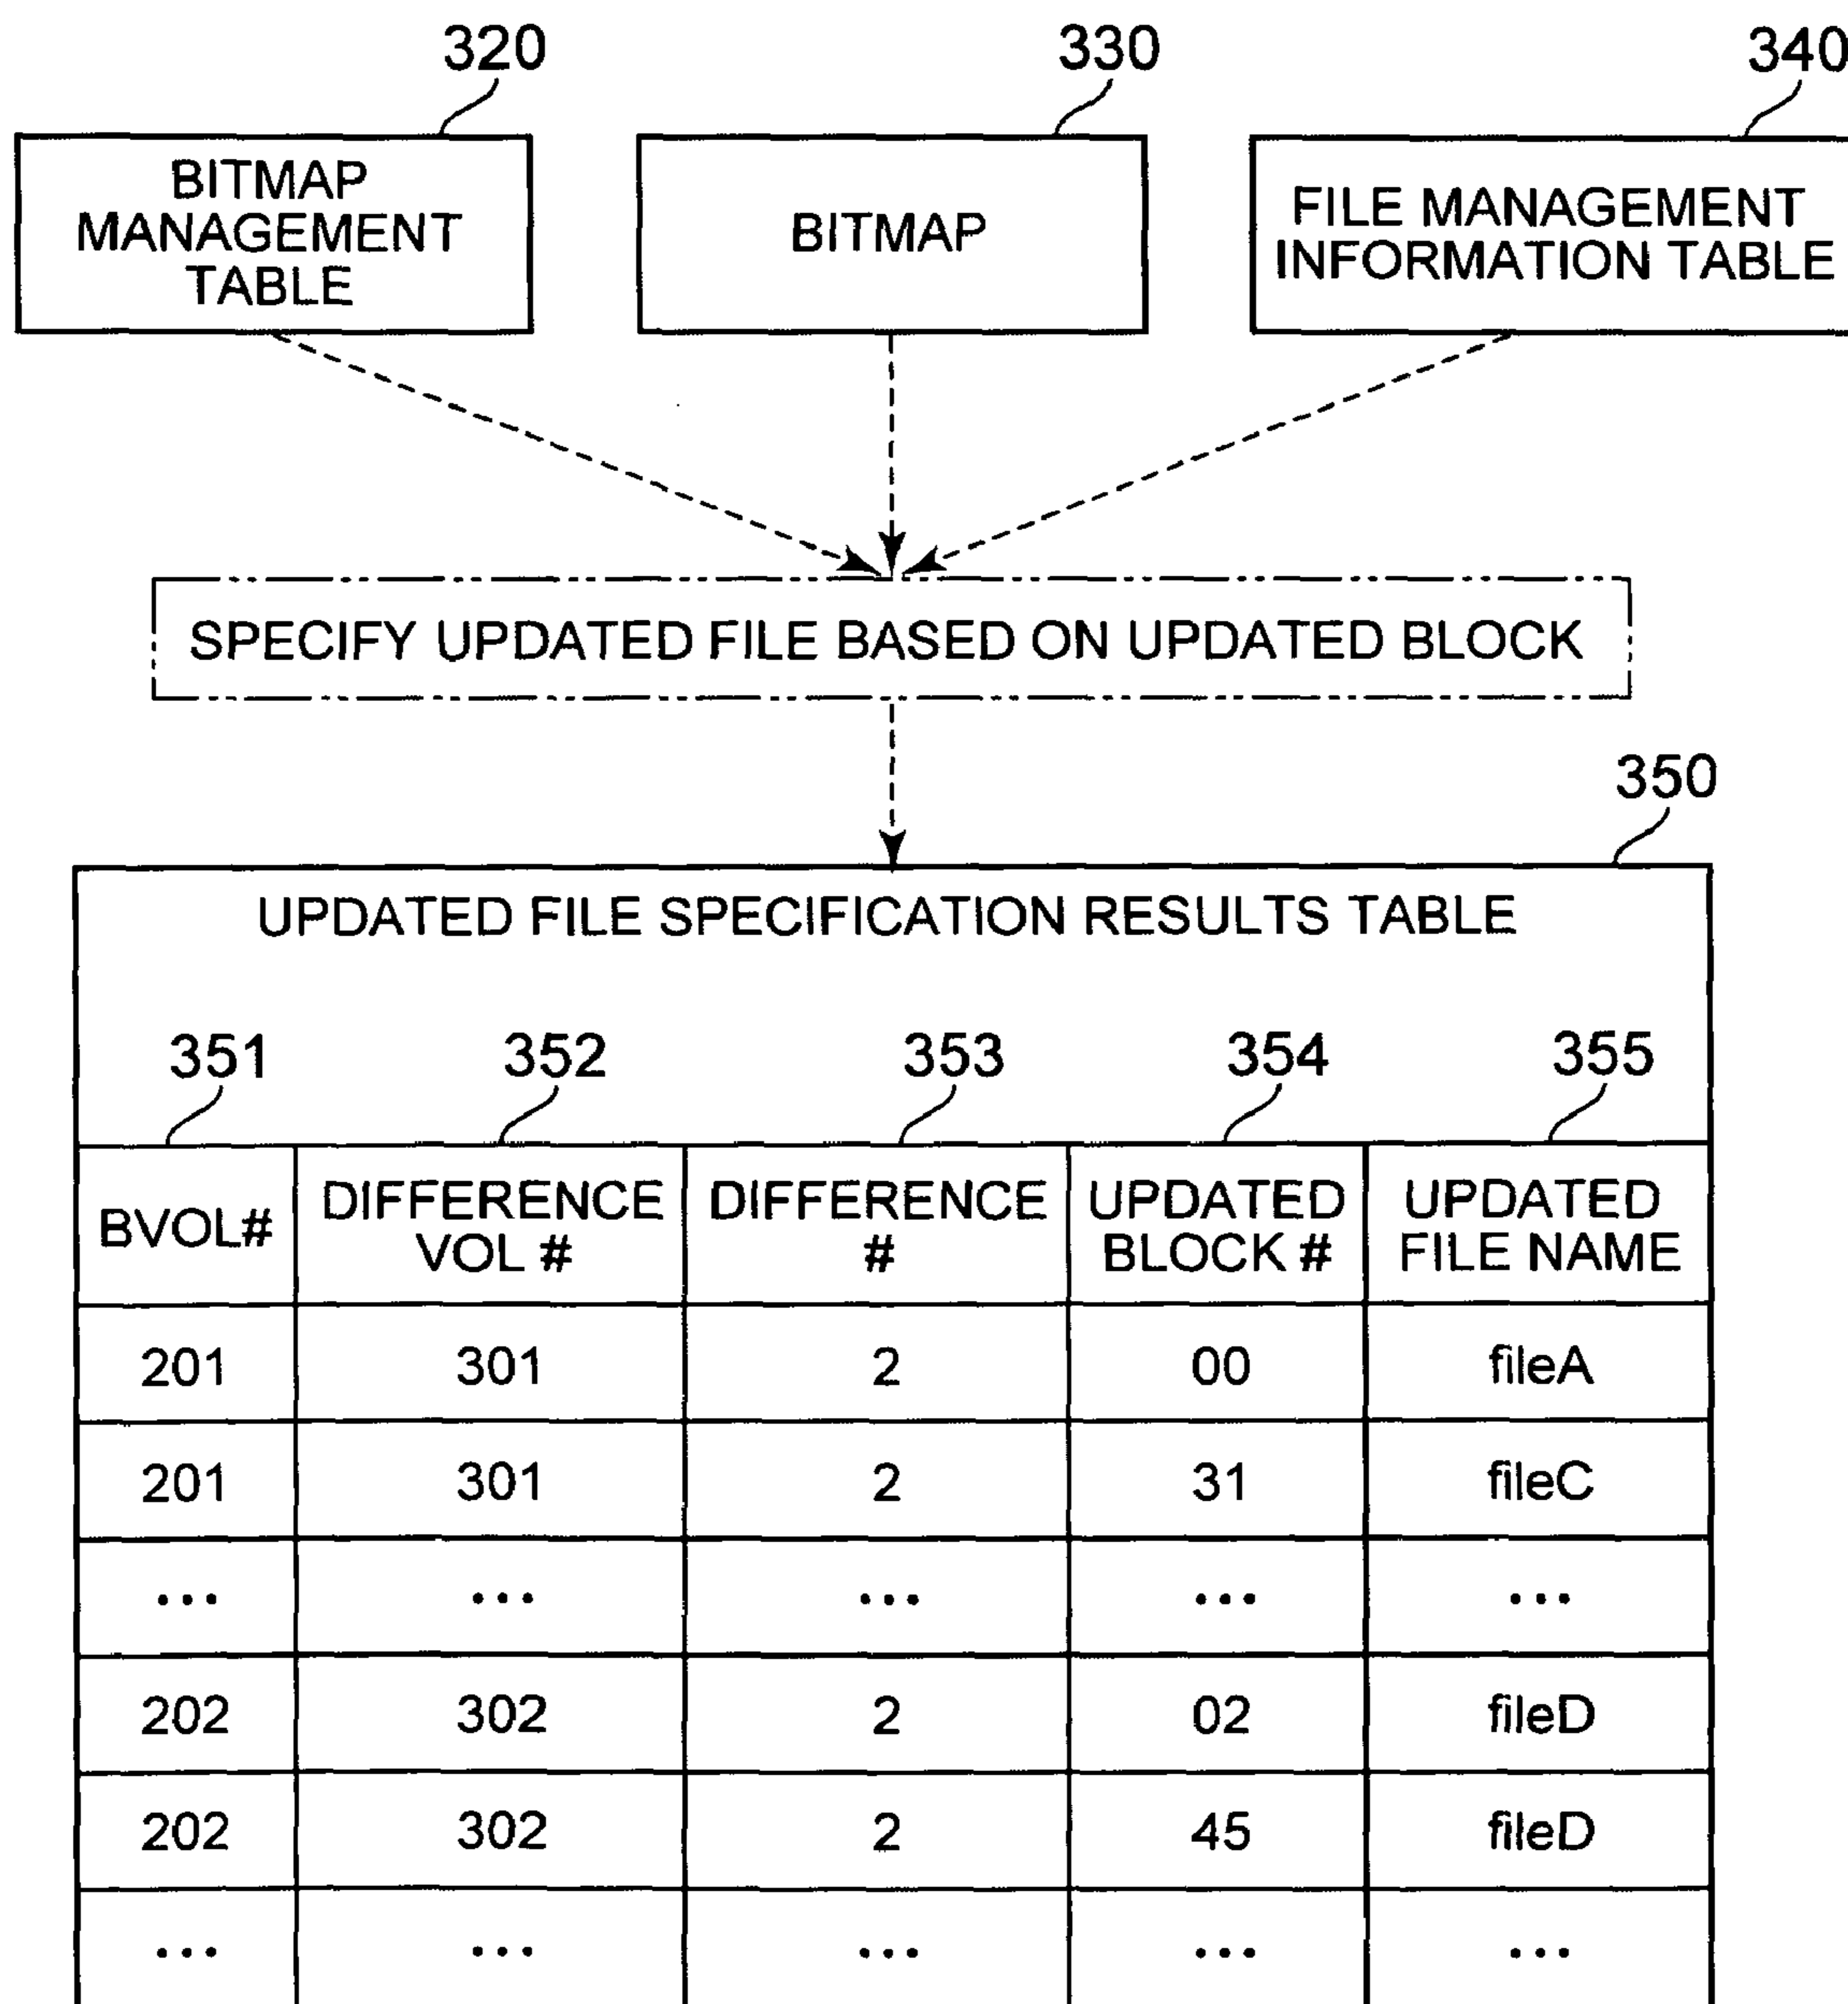 320 330 340
BITMAP
MANAGEMENT
TABLE
BITMAP
FILE MANAGEMENT
INFORMATION TABLE
SPECIFY UPDATED FILE BASED ON UPDATED BLOCK
350
UPDATED FILE SPECIFICATION RESULTS TABLE
351 352 353 354 355
BVOL# DIFFERENCE VOL # DIFFERENCE # UPDATED BLOCK # UPDATED FILE NAME
201 301 2 00 fileA
201 301 2 31 fileC
... ... ... ... ...
202 302 2 02 fileD
202 302 2 45 fileD
... ... ... ... ...